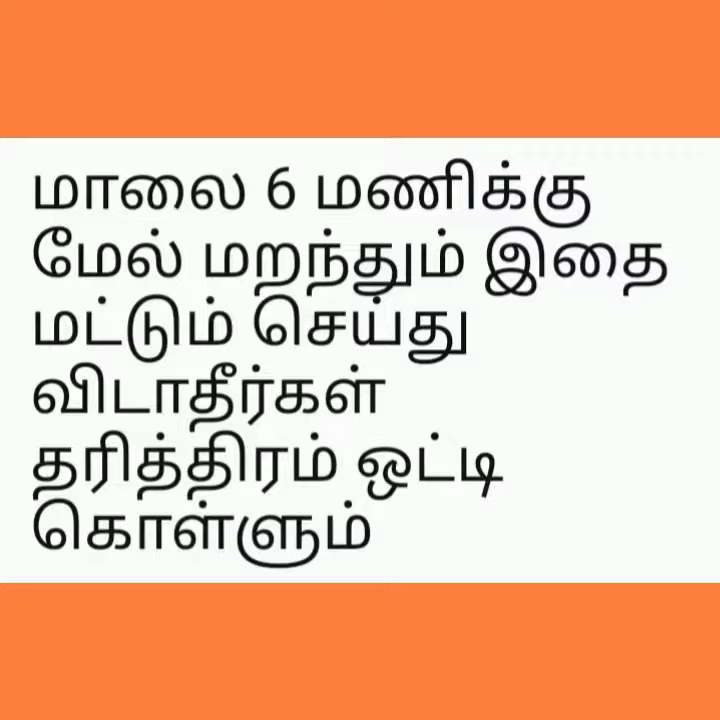 மாலை 6 மணிக்கு
மேல் மறந்தும் இதை
மட்டும் செய்து
விடாதீர்கள்
தரித்திரம் ஒட்டி
கொள்ளும்